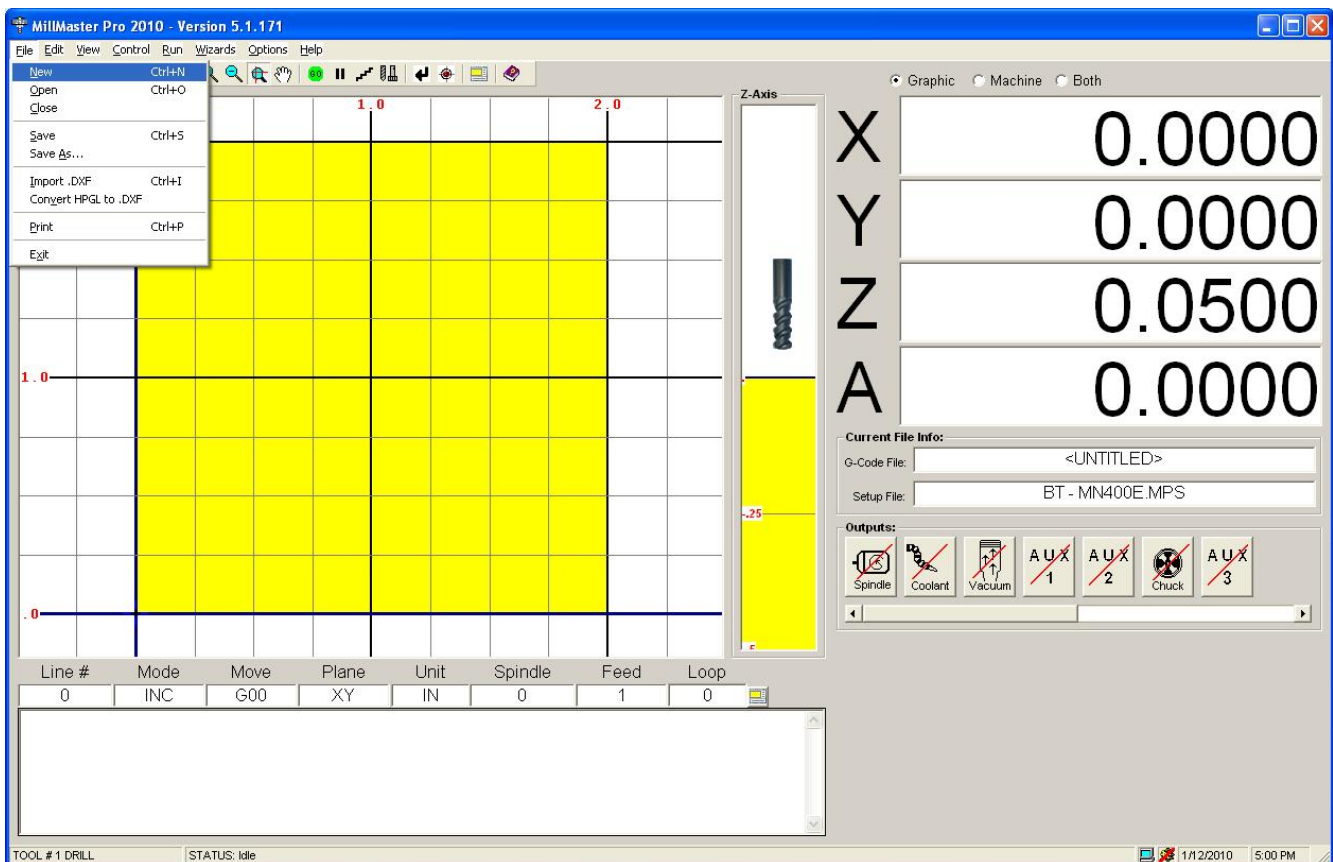 MillMaster Pro 2010 - Version 5.1.171
File Edit View Control Run Wizards Options Help
New Ctrl+N
Open Ctrl+O
Close
Save Ctrl+S
Save As...
Import .DXF Ctrl+I
Convert HPGL to .DXF
Print Ctrl+P
Exit
GO
1.0 2.0
1.0
.0
Z-Axis
-.25
Graphic Machine Both
X 0.0000
Y 0.0000
Z 0.0500
A 0.0000
Current File Info:
G-Code File: <UNTITLED>
Setup File: BT - MN400E.MPS
Outputs:
Spindle Coolant Vacuum AUX 1 AUX 2 Chuck AUX 3
Line # Mode Move Plane Unit Spindle Feed Loop
0 INC G00 XY IN 0 1 0
TOOL # 1 DRILL STATUS: Idle 1/12/2010 5:00 PM